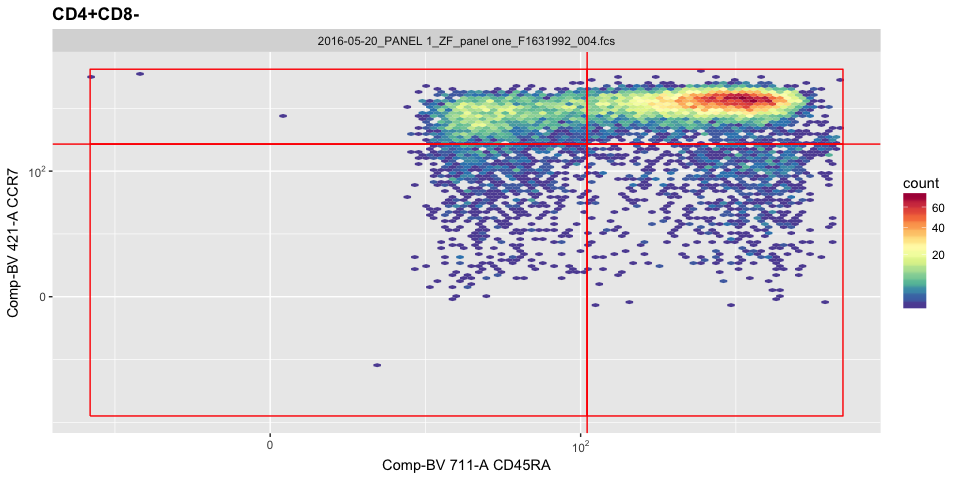 CD4+CD8-
2016-05-20_PANEL 1_ZF_panel one_F1631992_004.fcs
Comp-BV 421-A CCR7
10²
0
0
10²
Comp-BV 711-A CD45RA
count
60
40
20